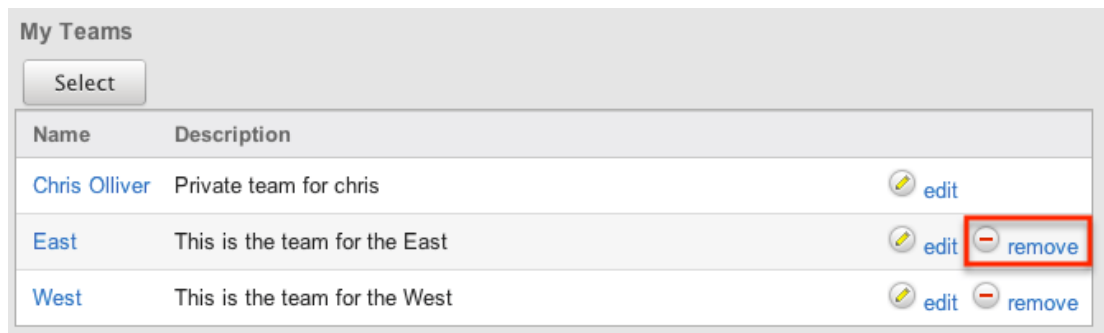 My Teams
Select
Name Description
Chris Olliver Private team for chris edit
East This is the team for the East edit remove
West This is the team for the West edit remove